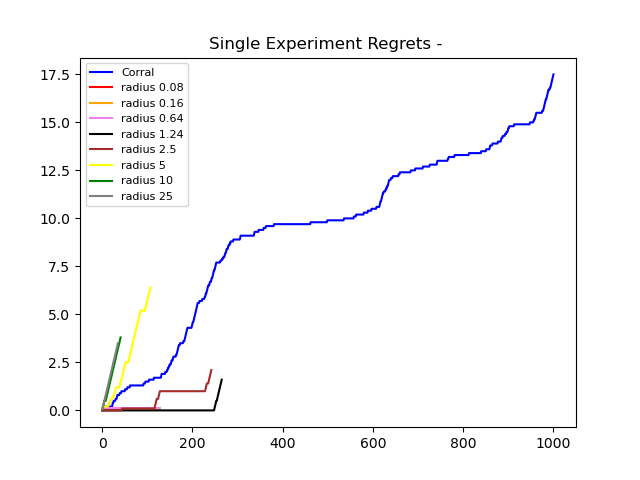 Single Experiment Regrets -
Corral
radius 0.08
radius 0.16
radius 0.64
radius 1.24
radius 2.5
radius 5
radius 10
radius 25
17.5
15.0
12.5
10.0
7.5
5.0
2.5
0.0
0 200 400 600 800 1000